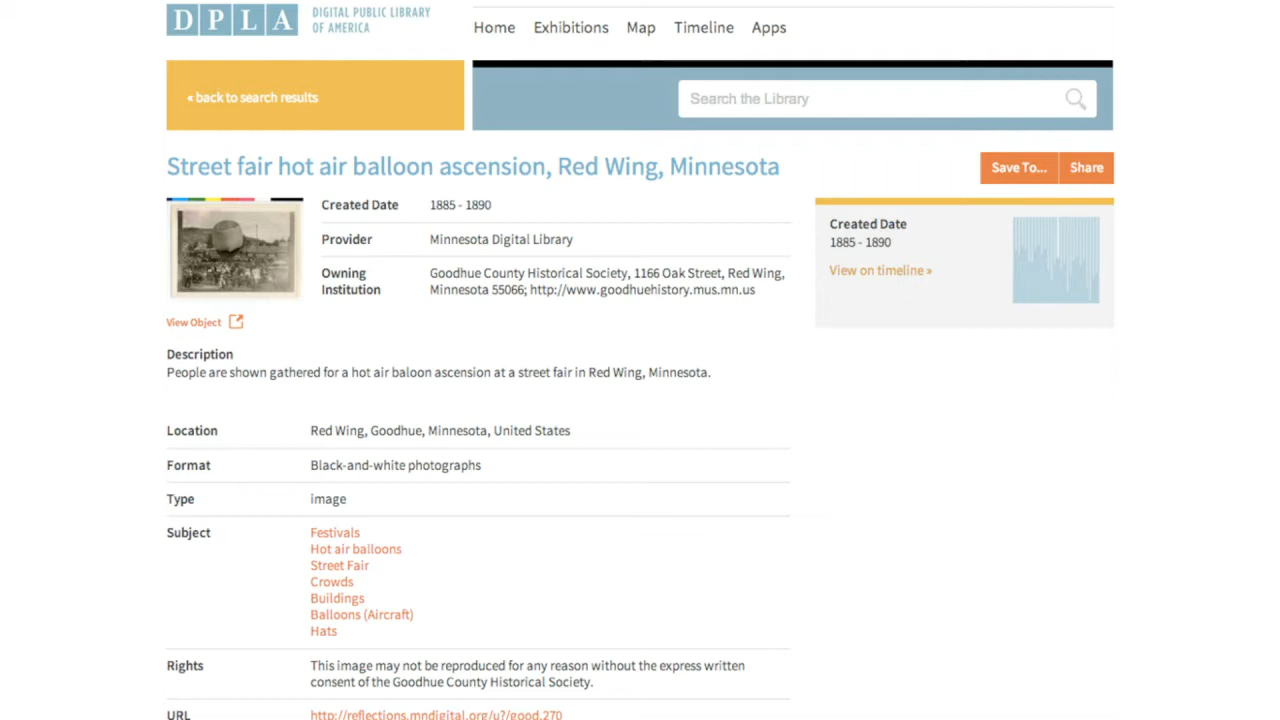 DPLA DIGITAL PUBLIC LIBRARY
OF AMERICA
Home Exhibitions Map Timeline Apps
« back to search results
Search the Library
Street fair hot air balloon ascension, Red Wing, Minnesota
Save To... Share
Created Date 1885 - 1890
Provider Minnesota Digital Library
Owning Goodhue County Historical Society, 1166 Oak Street, Red Wing,
Institution Minnesota 55066; http://www.goodhuehistory.mus.mn.us
Created Date
1885 - 1890
View on timeline »
View Object
Description
People are shown gathered for a hot air baloon ascension at a street fair in Red Wing, Minnesota.
Location Red Wing, Goodhue, Minnesota, United States
Format Black-and-white photographs
Type image
Subject Festivals
Hot air balloons
Street Fair
Crowds
Buildings
Balloons (Aircraft)
Hats
Rights This image may not be reproduced for any reason without the express written
consent of the Goodhue County Historical Society.
URL http://reflections.mndigital.org/u?/good,270